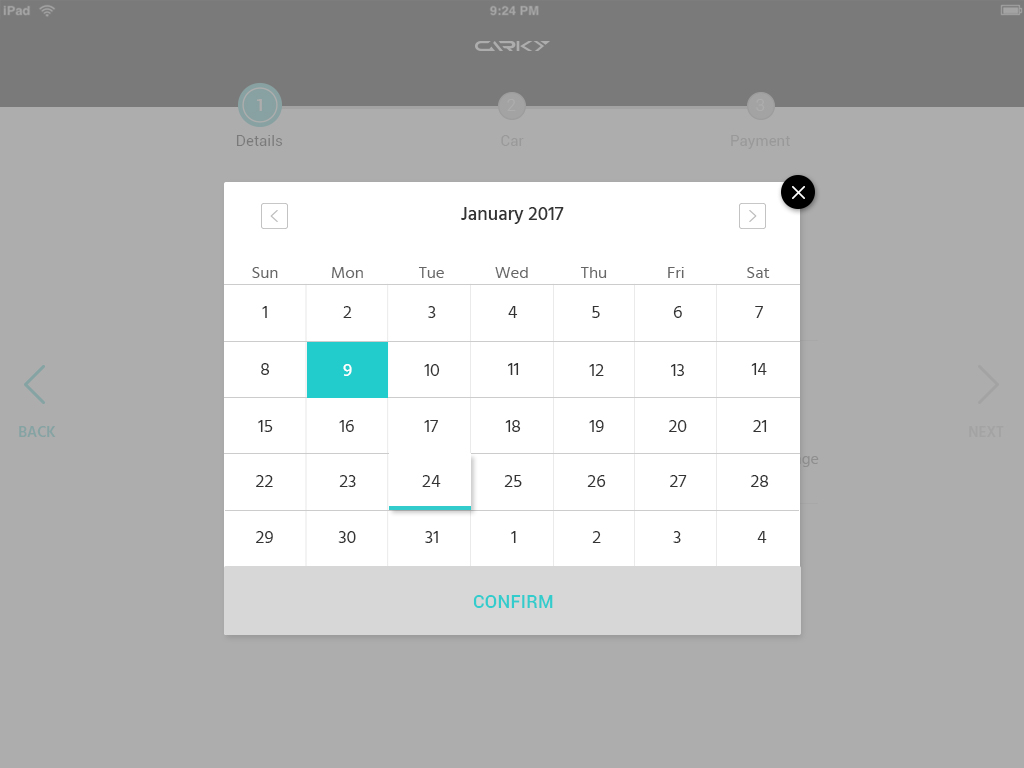 iPad 9:24 PM
CARKY
1 2 3
Details Car Payment
January 2017
Sun Mon Tue Wed Thu Fri Sat
1 2 3 4 5 6 7
8 9 10 11 12 13 14
15 16 17 18 19 20 21
22 23 24 25 26 27 28
29 30 31 1 2 3 4
BACK
NEXT
ge
CONFIRM